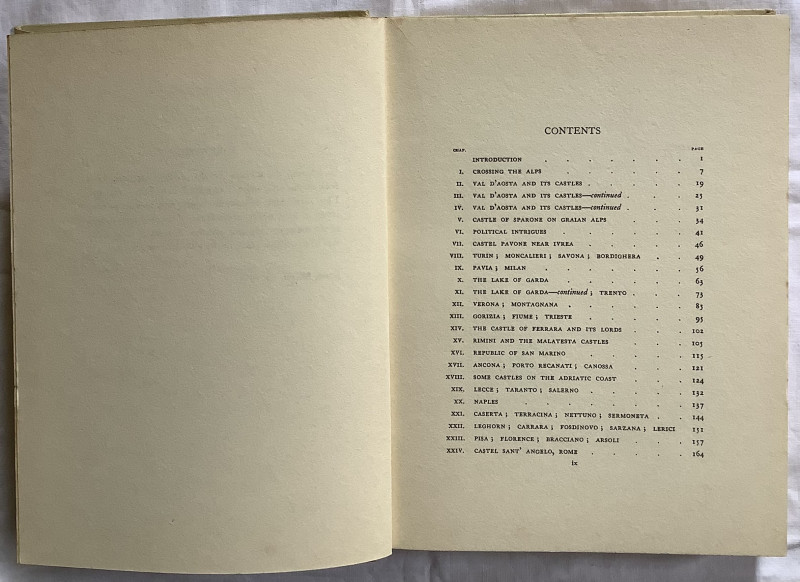 CONTENTS
CHAP. PAGE
INTRODUCTION . . . . . . . 1
I. CROSSING THE ALPS . . . . . . 7
II. VAL D'AOSTA AND ITS CASTLES . . . . . 19
III. VAL D'AOSTA AND ITS CASTLES—continued . . . 25
IV. VAL D'AOSTA AND ITS CASTLES—continued . . . 31
V. CASTLE OF SPARONE ON GRAIAN ALPS . . . . 34
VI. POLITICAL INTRIGUES . . . . . . 41
VII. CASTEL PAVONE NEAR IVREA . . . . . 46
VIII. TURIN ; MONCALIERI ; SAVONA ; BORDIGHERA . . 49
IX. PAVIA ; MILAN . . . . . . . 56
X. THE LAKE OF GARDA . . . . . . 63
XI. THE LAKE OF GARDA—continued ; TRENTO . . . 73
XII. VERONA ; MONTAGNANA . . . . . . 85
XIII. GORIZIA ; FIUME ; TRIESTE . . . . . 95
XIV. THE CASTLE OF FERRARA AND ITS LORDS . . . 102
XV. RIMINI AND THE MALATESTA CASTLES . . . . 105
XVI. REPUBLIC OF SAN MARINO . . . . . 115
XVII. ANCONA ; PORTO RECANATI ; CANOSSA . . . 121
XVIII. SOME CASTLES ON THE ADRIATIC COAST . . . 124
XIX. LECCE ; TARANTO ; SALERNO . . . . . 132
XX. NAPLES . . . . . . . . 137
XXI. CASERTA ; TERRACINA ; NETTUNO ; SERMONETA . . 144
XXII. LEGHORN ; CARRARA ; FOSDINOVO ; SARZANA ; LERICI 151
XXIII. PISA ; FLORENCE ; BRACCIANO ; ARSOLI . . . 157
XXIV. CASTEL SANT' ANGELO, ROME . . . . . 164
ix